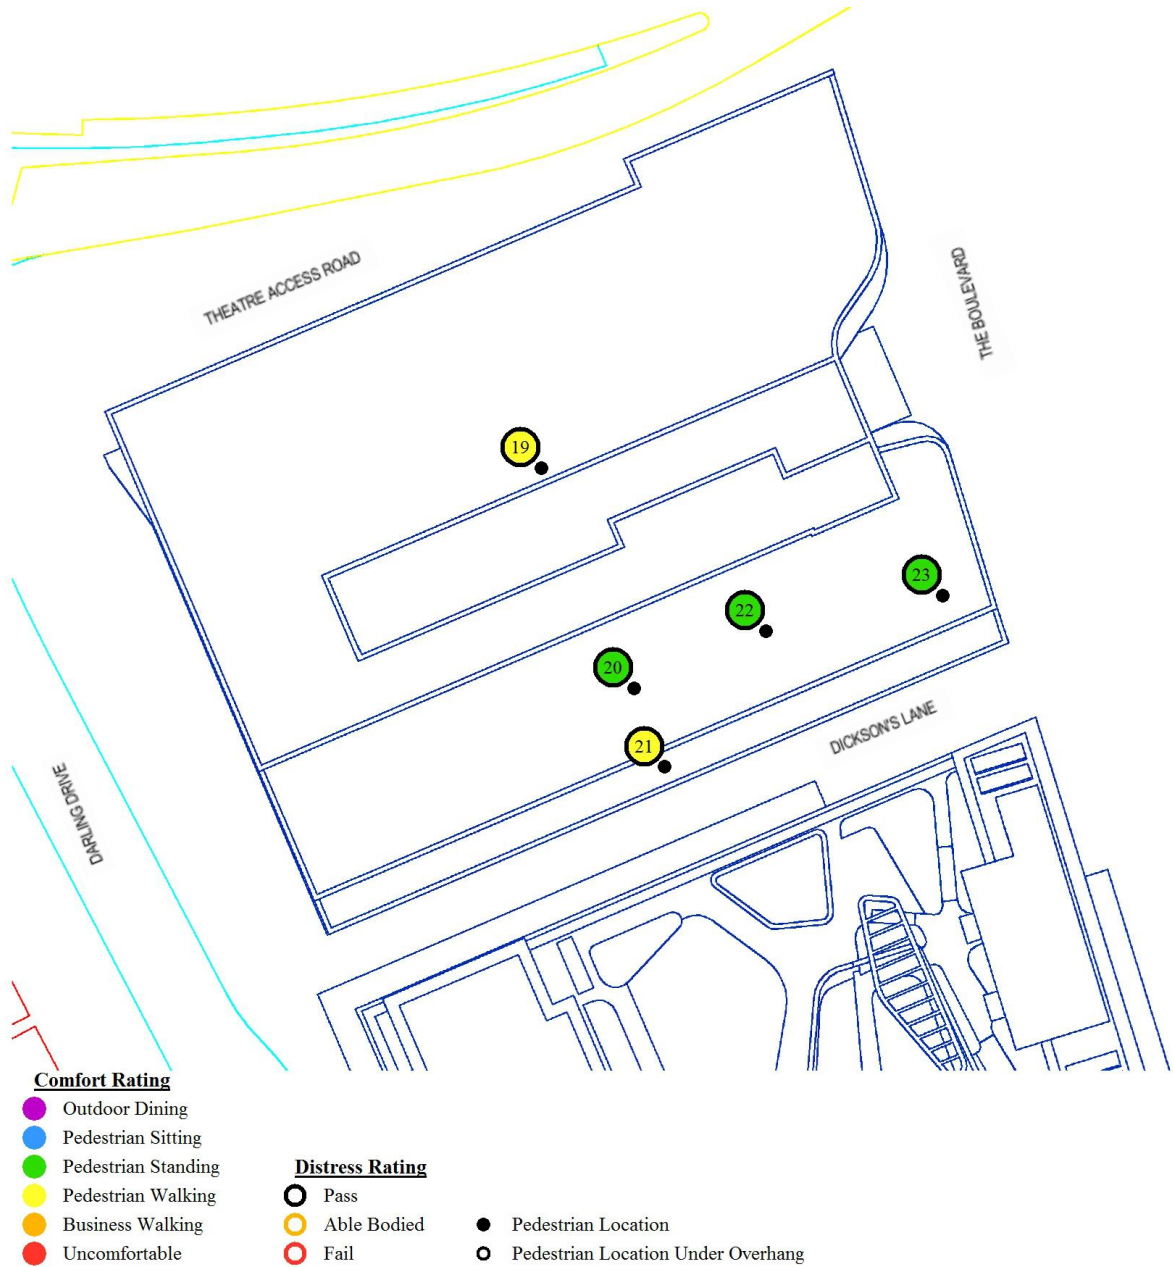 THEATRE ACCESS ROAD
THE BOULEVARD
19
23
22
20
21
DICKSON'S LANE
DARLING DRIVE
Comfort Rating
Outdoor Dining
Pedestrian Sitting
Pedestrian Standing
Pedestrian Walking
Business Walking
Uncomfortable
Distress Rating
Pass
Able Bodied
Fail
Pedestrian Location
Pedestrian Location Under Overhang